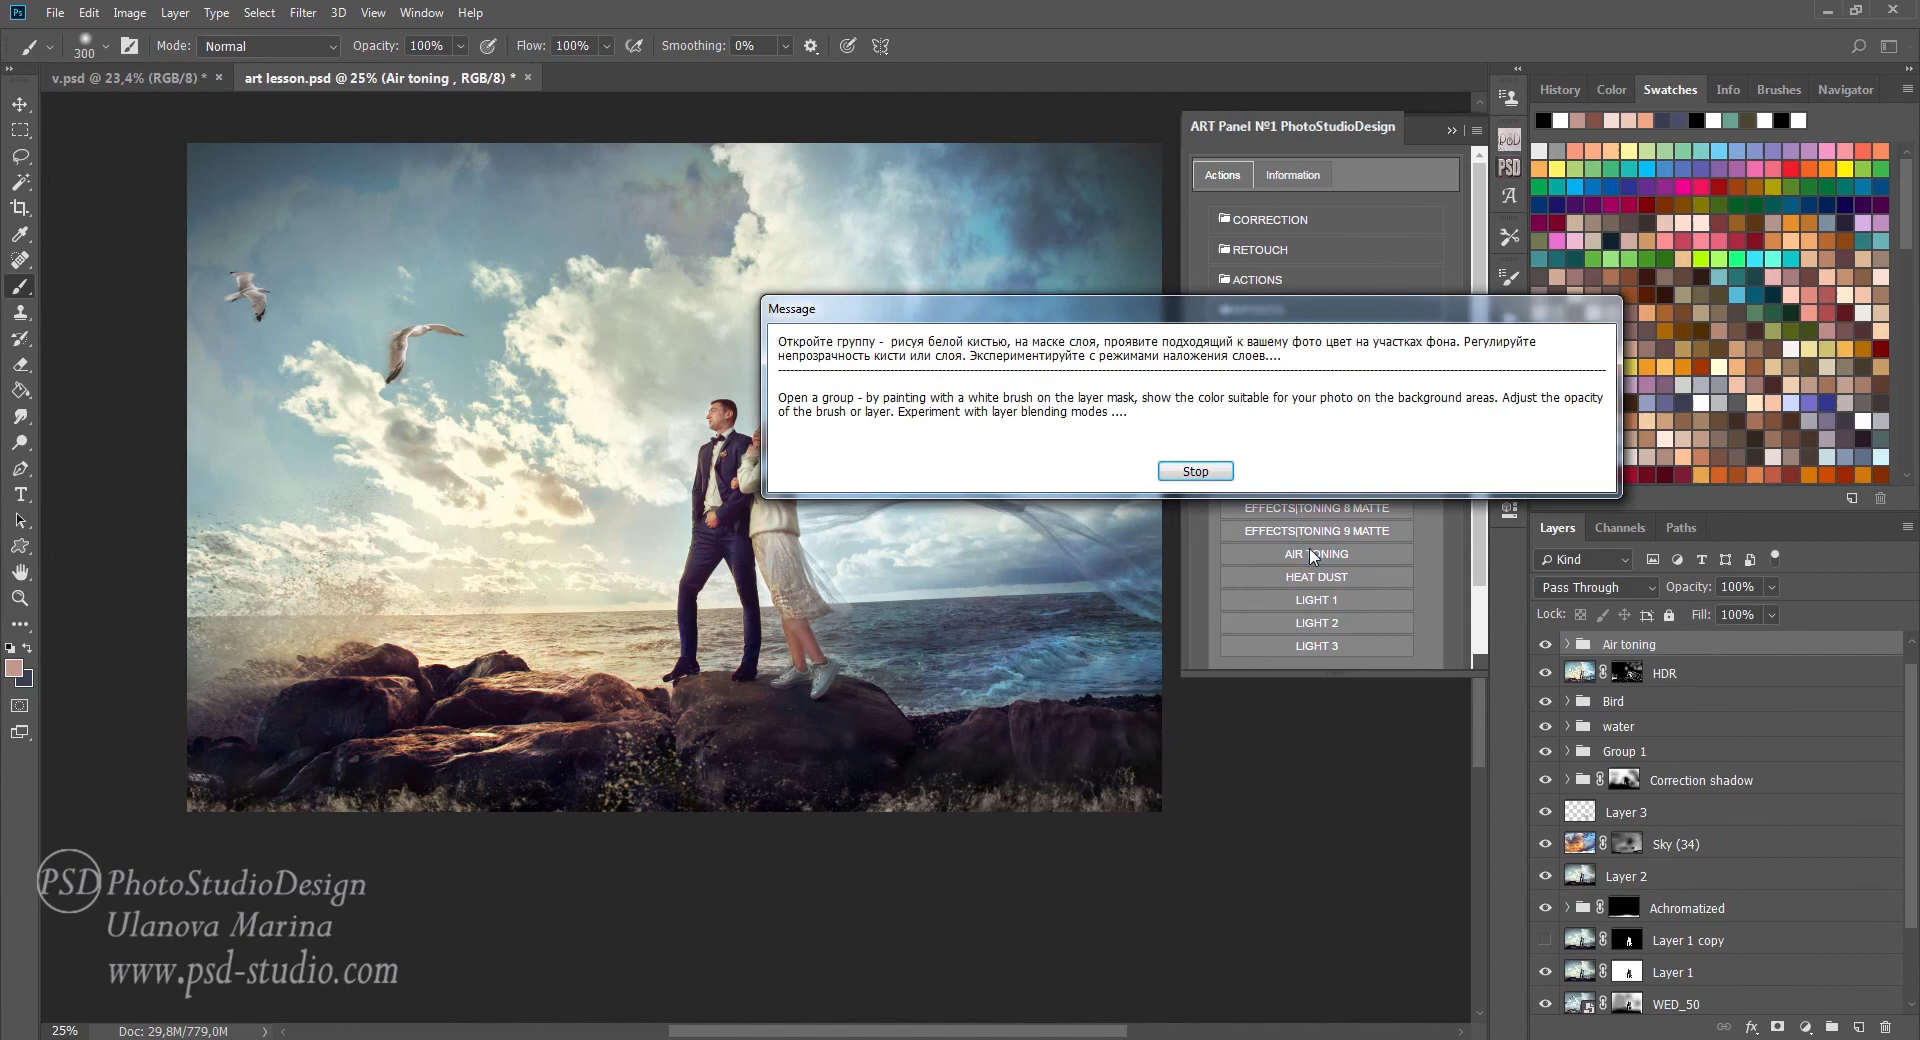 Ps File Edit Image Layer Type Select Filter 3D View Window Help
300 Mode: Normal Opacity: 100% Flow: 100% Smoothing: 0%
v.psd @ 23,4% (RGB/8) * × art lesson.psd @ 25% (Air toning , RGB/8) * ×
ART Panel №1 PhotoStudioDesign
Actions Information
CORRECTION
RETOUCH
ACTIONS
Message
Откройте группу - рисуя белой кистью, на маске слоя, проявите подходящий к вашему фото цвет на участках фона. Регулируйте
непрозрачность кисти или слоя. Экспериментируйте с режимами наложения слоев....
Open a group - by painting with a white brush on the layer mask, show the color suitable for your photo on the background areas. Adjust the opacity
of the brush or layer. Experiment with layer blending modes ....
Stop
EFFECTS|TONING 8 MATTE
EFFECTS|TONING 9 MATTE
AIR TONING
HEAT DUST
LIGHT 1
LIGHT 2
LIGHT 3
PSD
PSD
A
History Color Swatches Info Brushes Navigator
Layers Channels Paths
Kind
Pass Through Opacity: 100%
Lock: Fill: 100%
Air toning
HDR
Bird
water
Group 1
Correction shadow
Layer 3
Sky (34)
Layer 2
Achromatized
Layer 1 copy
Layer 1
WED_50
fx
PSD PhotoStudioDesign
Ulanova Marina
www.psd-studio.com
25% Doc: 29,8M/779,0M